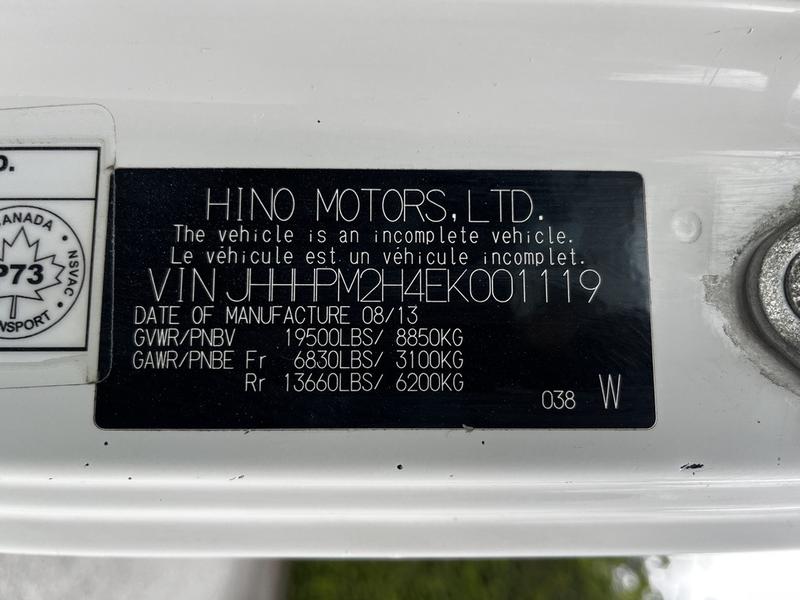 D.
CANADA • NSVAC •
P73
NSPORT
HINO MOTORS,LTD.
The vehicle is an incomplete vehicle.
Le véhicule est un véhicule incomplet.
VIN JHHHPM2H4EK001119
DATE OF MANUFACTURE 08/13
GVWR/PNBV 19500LBS/ 8850KG
GAWR/PNBE Fr 6830LBS/ 3100KG
Rr 13660LBS/ 6200KG
038 W